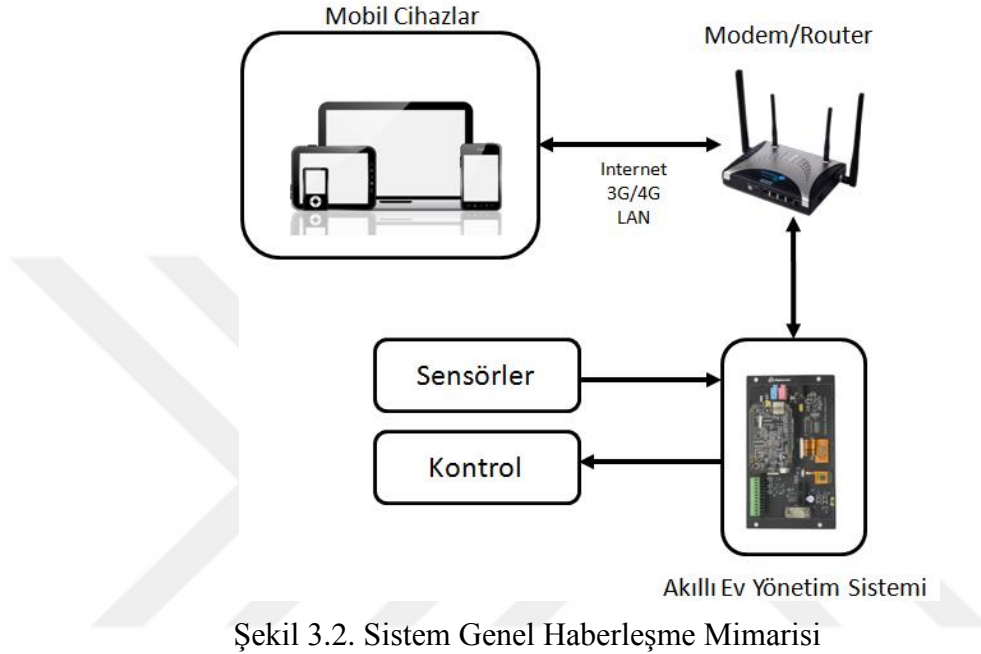 Mobil Cihazlar
Modem/Router
Internet
3G/4G
LAN
Sensörler
Kontrol
Akıllı Ev Yönetim Sistemi
Şekil 3.2. Sistem Genel Haberleşme Mimarisi